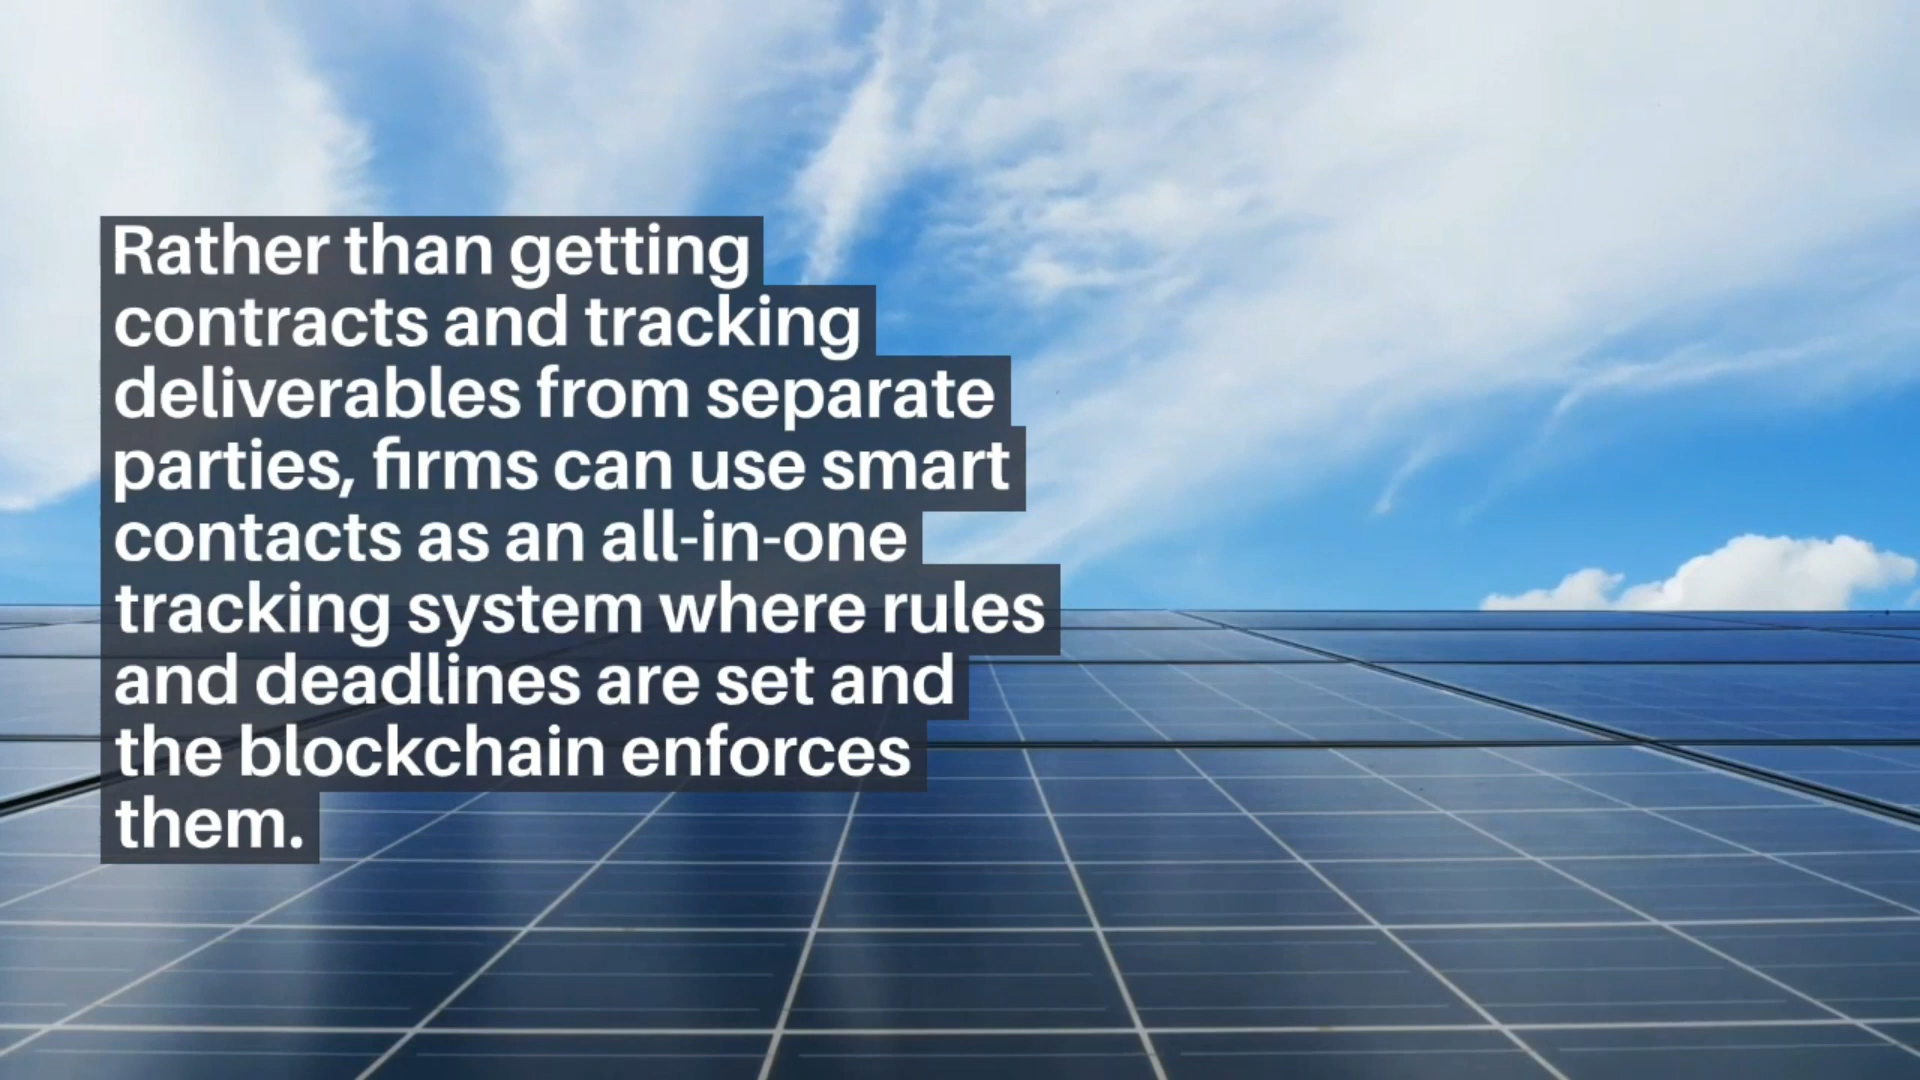 Rather than getting
contracts and tracking
deliverables from separate
parties, firms can use smart
contacts as an all-in-one
tracking system where rules
and deadlines are set and
the blockchain enforces
them.